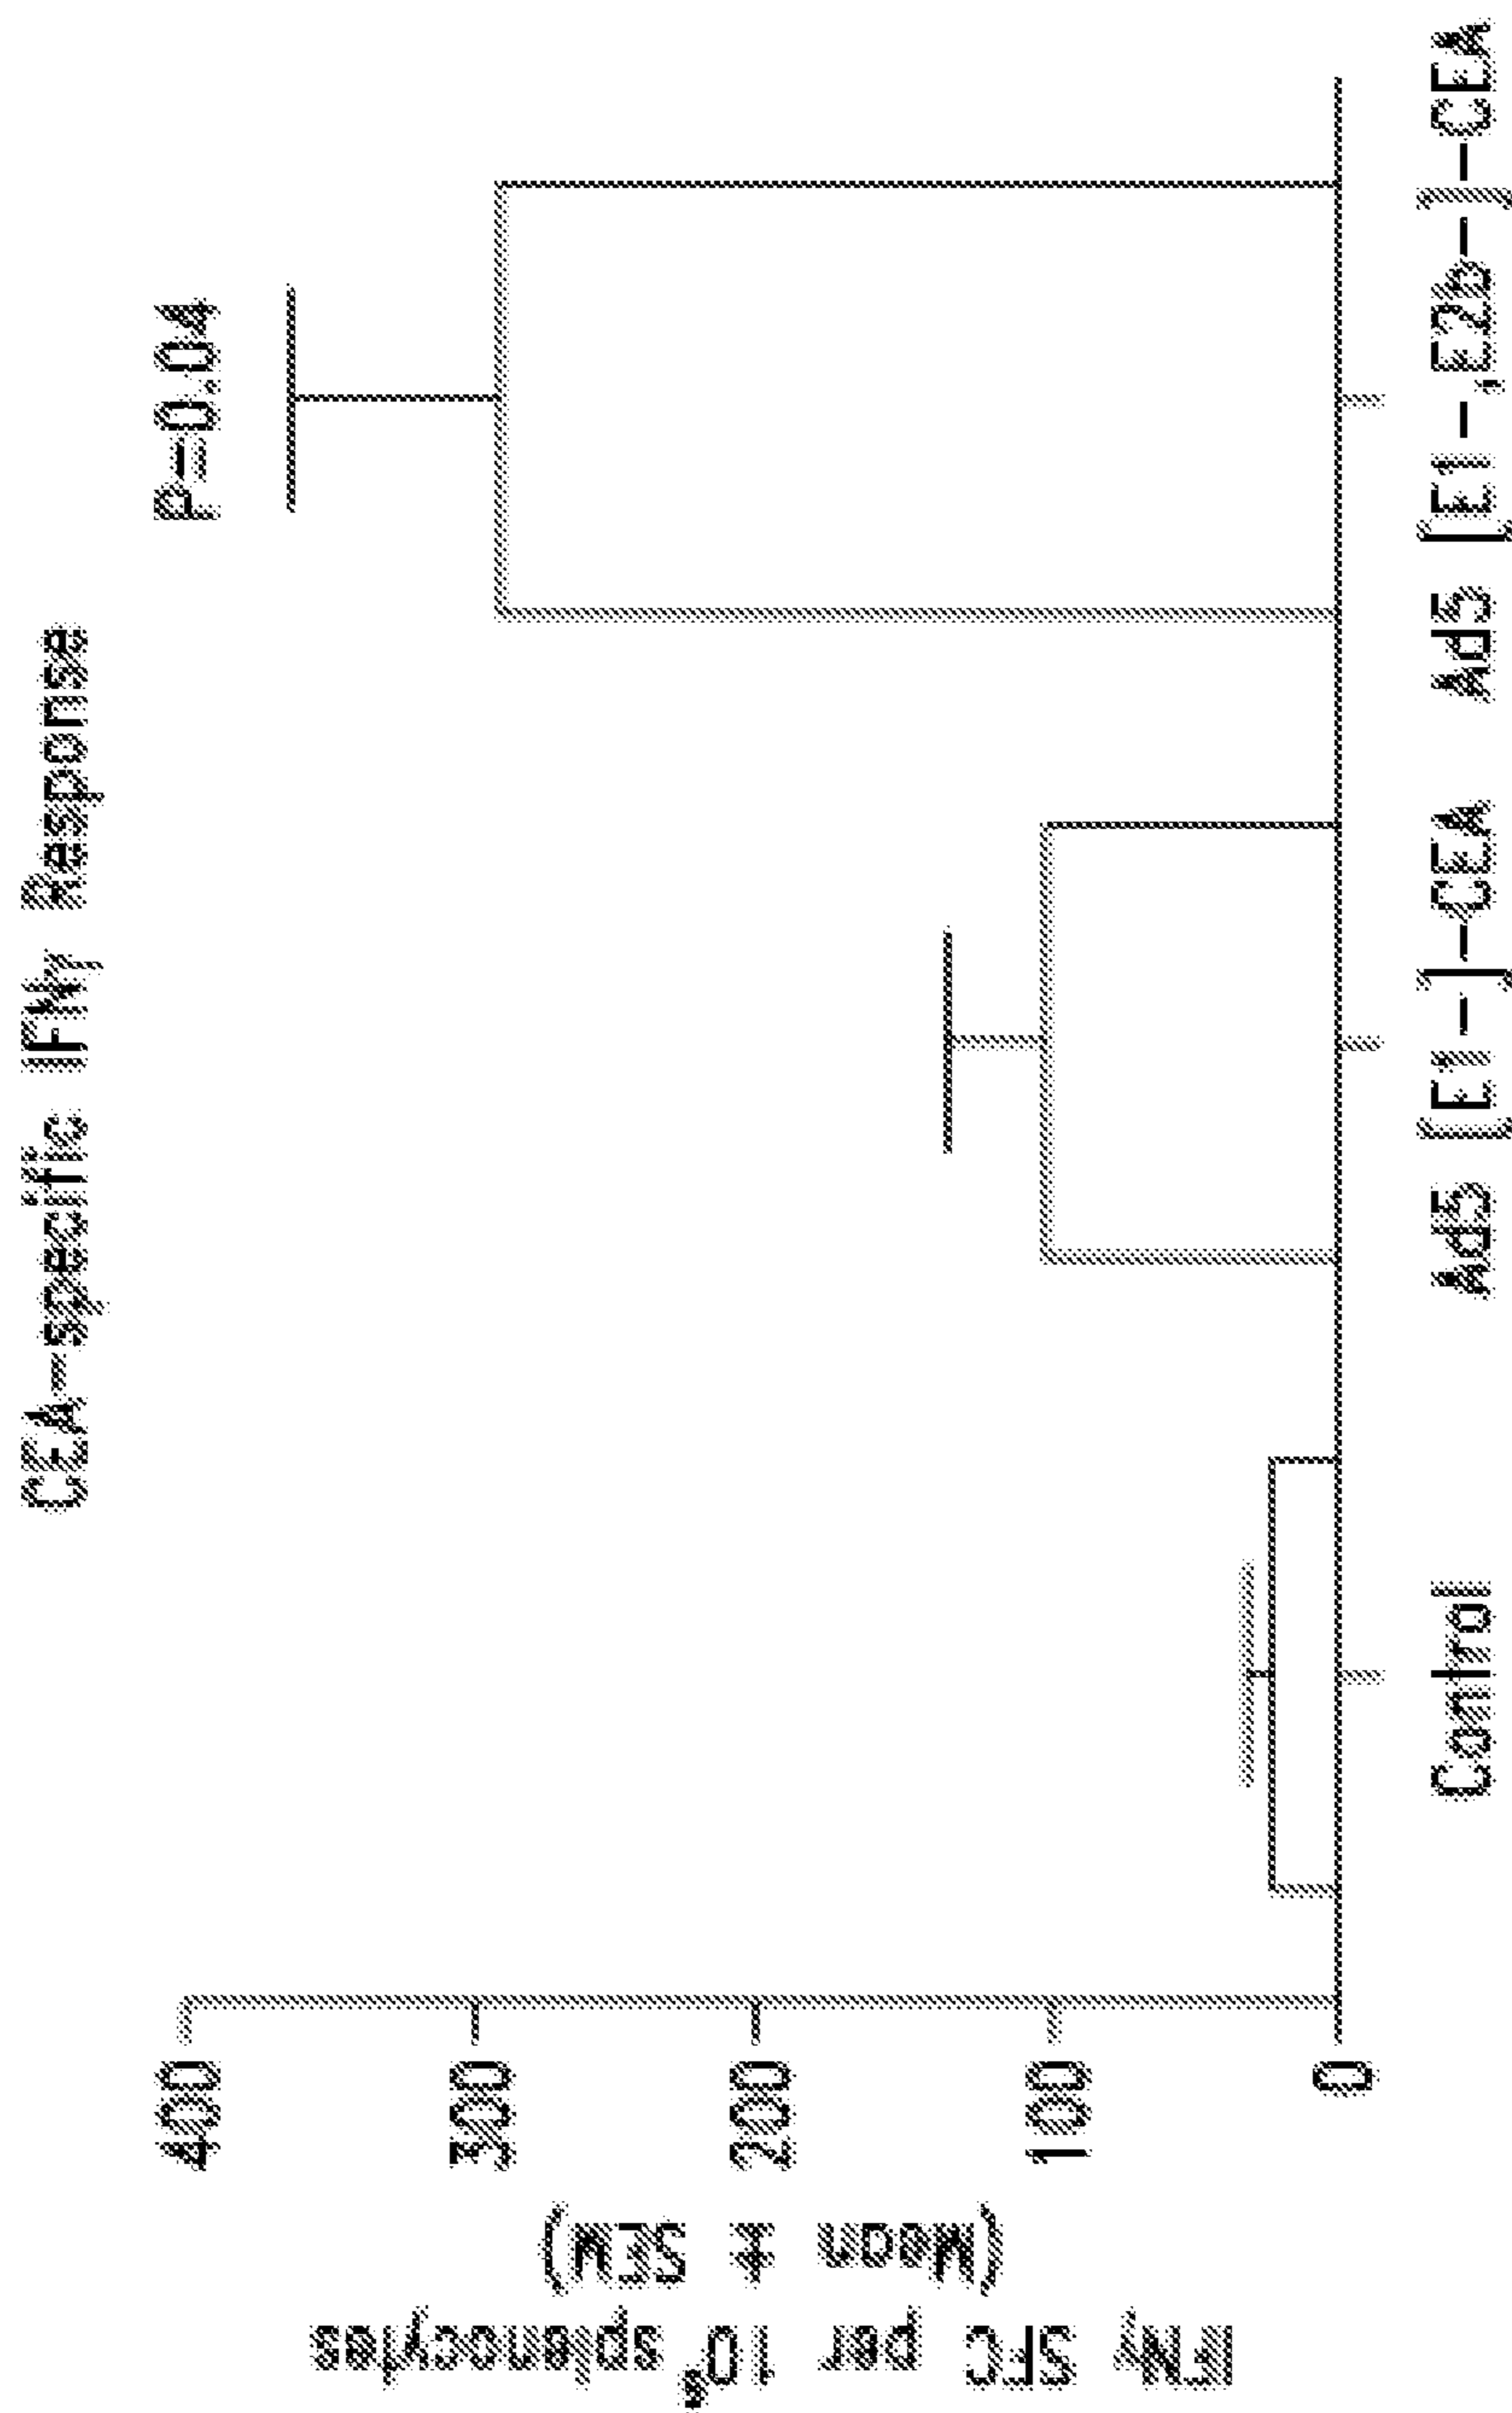 CEA-specific IFNγ Response
P=0.04
IFNγ SFC per 10⁶ splenocytes
(Mean ± SEM)
400
300
200
100
0
Control
Ad5 [E1-]-CEA
Ad5 [E1-,E2b-]-CEA